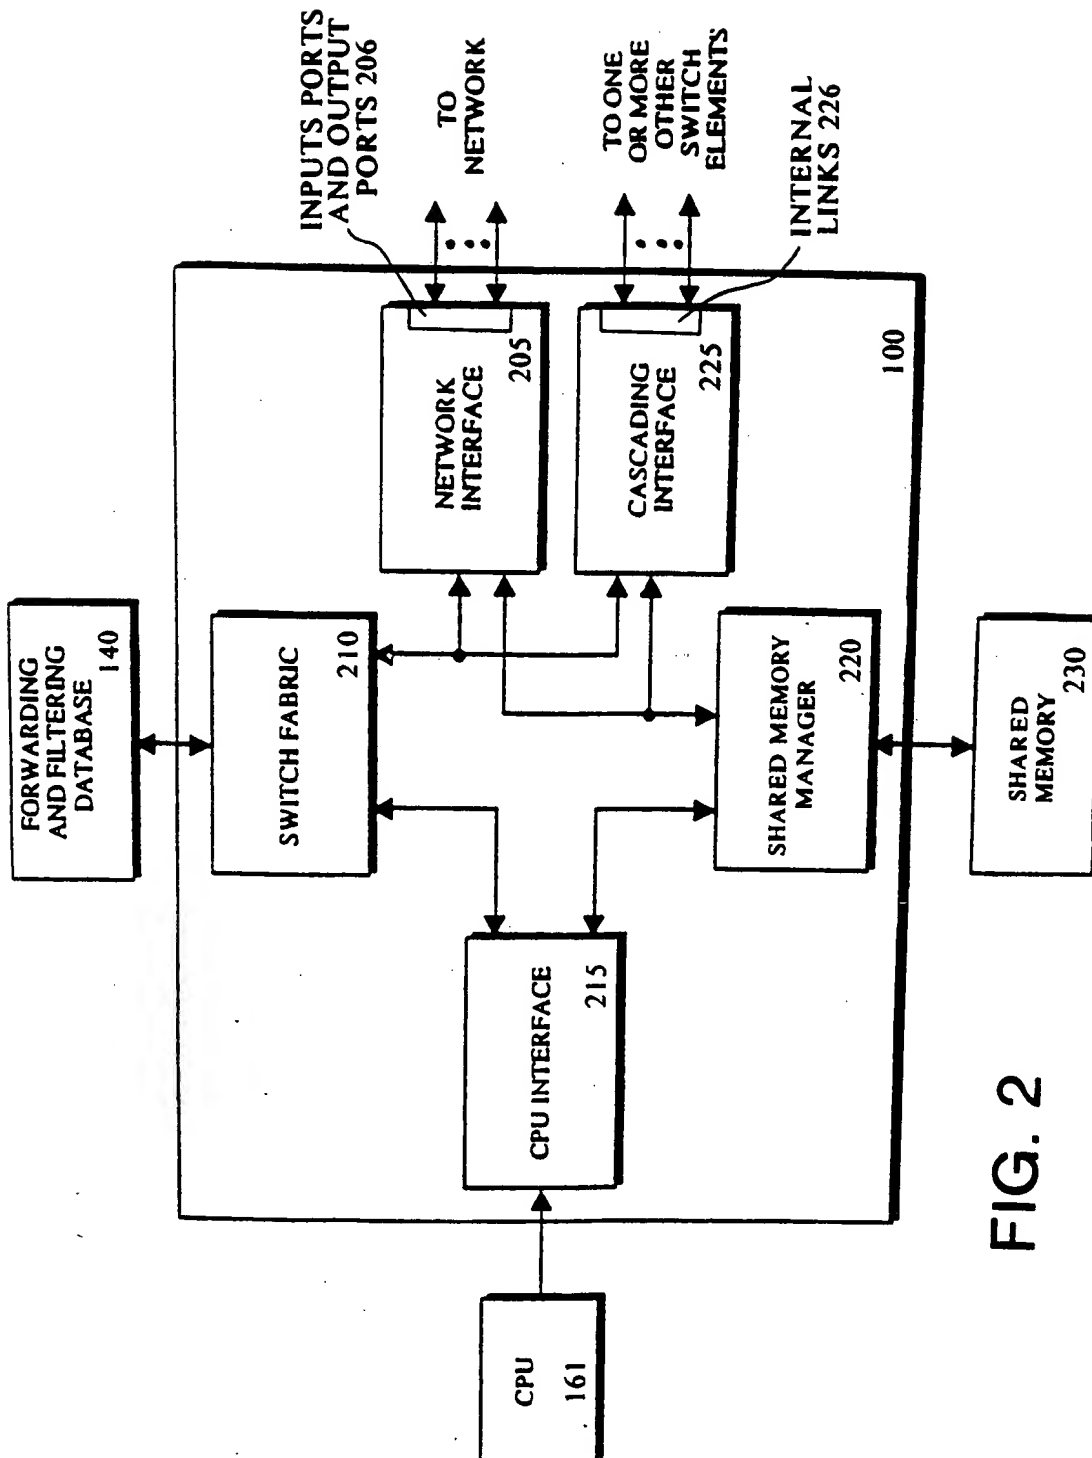 FORWARDING
AND FILTERING
DATABASE
140
INPUTS PORTS
AND OUTPUT
PORTS 206
TO
NETWORK
SWITCH FABRIC
210
NETWORK
INTERFACE
205
TO ONE
OR MORE
OTHER
SWITCH
ELEMENTS
CPU
161
CPU INTERFACE
215
CASCADING
INTERFACE
225
INTERNAL
LINKS 226
SHARED MEMORY
MANAGER
220
100
SHARED
MEMORY
230
FIG. 2